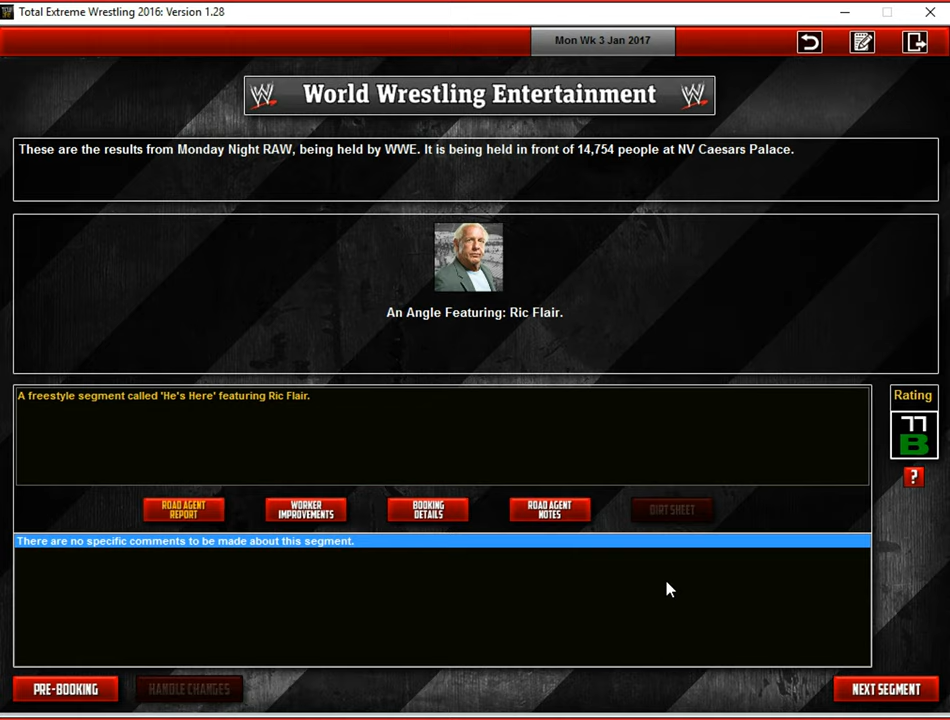 Total Extreme Wrestling 2016: Version 1.28
Mon Wk 3 Jan 2017
World Wrestling Entertainment
These are the results from Monday Night RAW, being held by WWE. It is being held in front of 14,754 people at NV Caesars Palace.
An Angle Featuring: Ric Flair.
A freestyle segment called 'He's Here' featuring Ric Flair.
Rating
77
B
?
ROAD AGENT REPORT
WORKER IMPROVEMENTS
BOOKING DETAILS
ROAD AGENT NOTES
DIRT SHEET
There are no specific comments to be made about this segment.
PRE-BOOKING
HANDLE CHANGES
NEXT SEGMENT